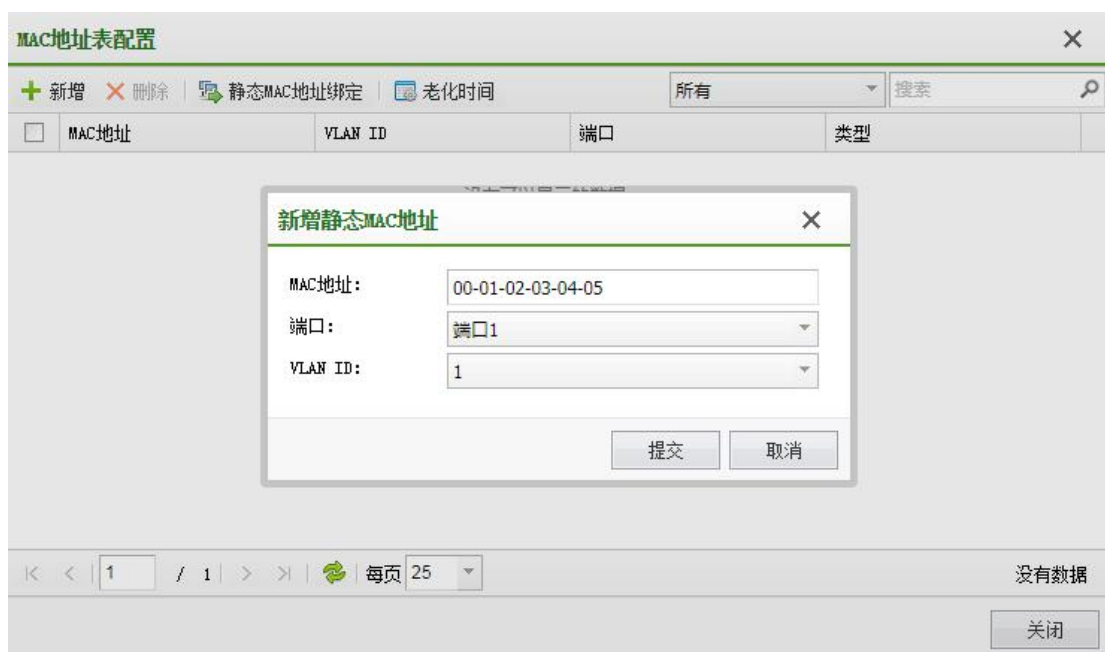 MAC地址表配置
新增 删除 静态MAC地址绑定 老化时间 所有 搜索
MAC地址 VLAN ID 端口 类型
新增静态MAC地址
MAC地址: 00-01-02-03-04-05
端口: 端口1
VLAN ID: 1
提交 取消
1 / 1 每页 25 没有数据
关闭